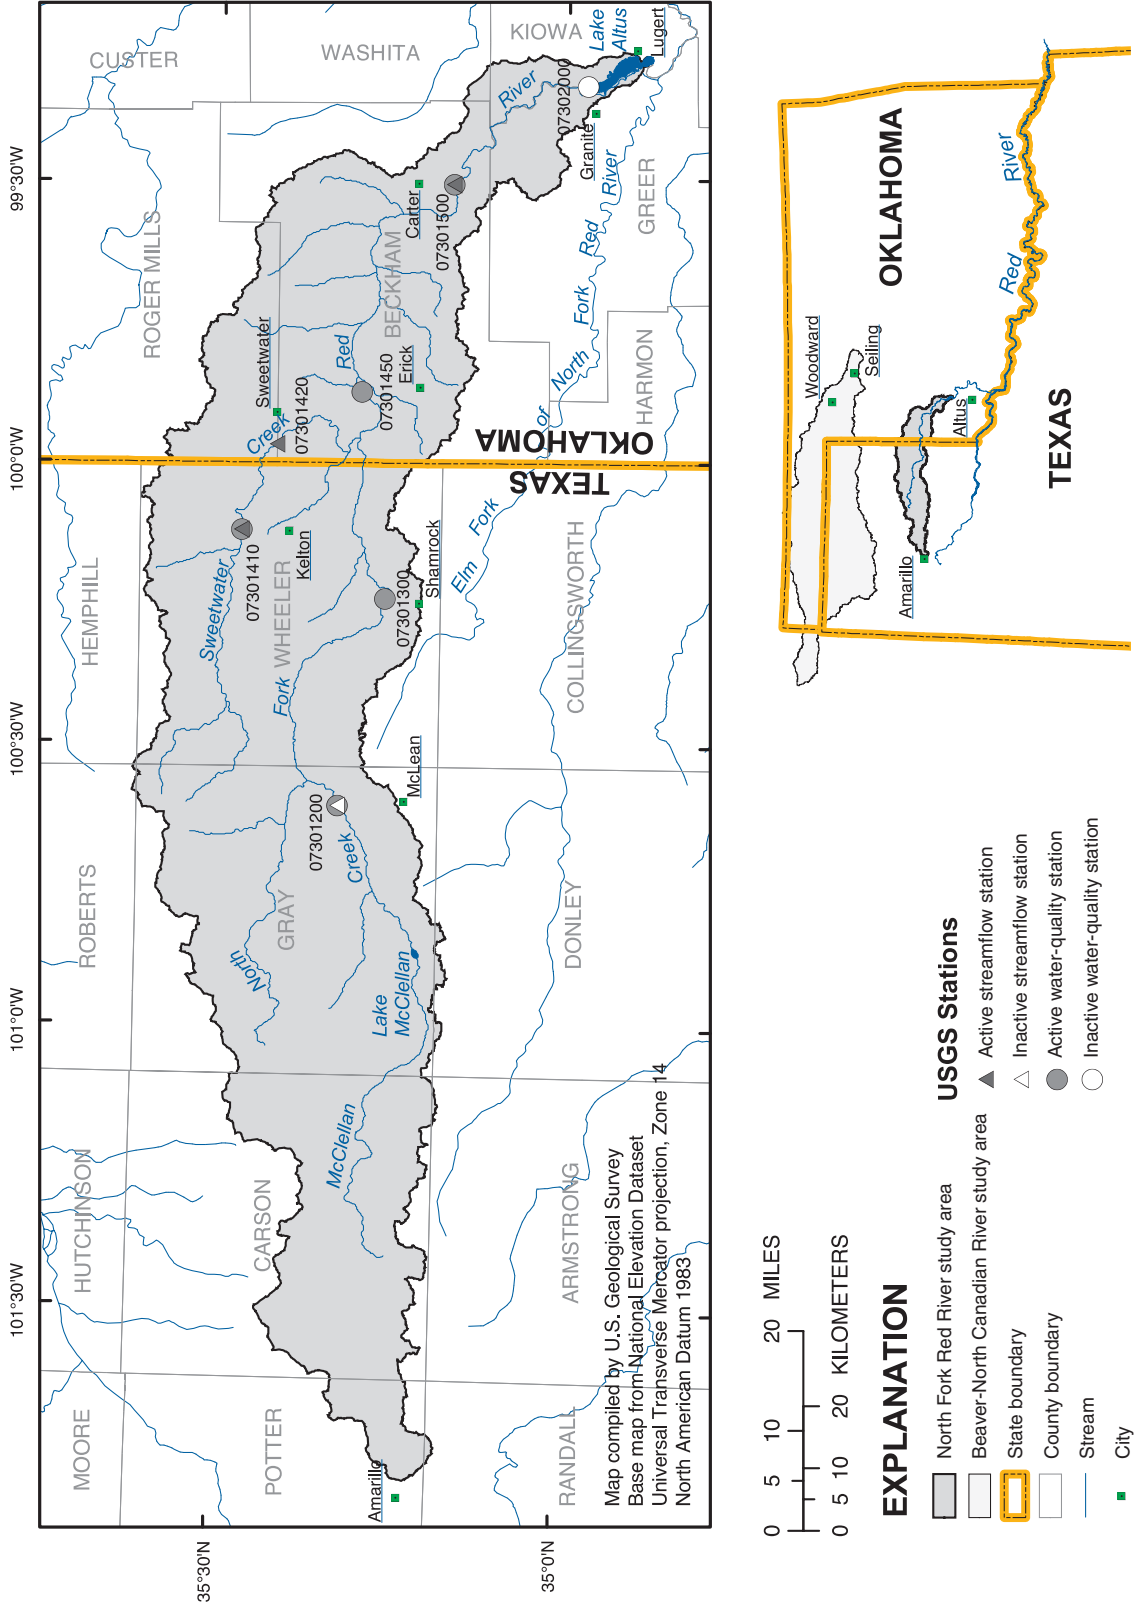 101°30'W
101°0'W
100°30'W
100°0'W
99°30'W
35°30'N
35°0'N
MOORE
HUTCHINSON
ROBERTS
HEMPHILL
ROGER MILLS
CUSTER
WASHITA
KIOWA
POTTER
CARSON
GRAY
WHEELER
BECKHAM
GREER
HARMON
RANDALL
ARMSTRONG
DONLEY
COLLINGSWORTH
TEXAS
OKLAHOMA
Amarillo
McLean
Shamrock
Kelton
Sweetwater
Erick
Carter
Granite
Lugert
McClellan
Creek
Lake
McClellan
North
Fork
Red
River
Sweetwater
Creek
Elm
Fork
of
North
Fork
Red
River
Lake
Altus
07301200
07301300
07301410
07301420
07301450
07301500
07302000
Map compiled by U.S. Geological Survey
Base map from National Elevation Dataset
Universal Transverse Mercator projection, Zone 14
North American Datum 1983
0 5 10 20 MILES
0 5 10 20 KILOMETERS
EXPLANATION
North Fork Red River study area
Beaver-North Canadian River study area
State boundary
County boundary
Stream
City
USGS Stations
Active streamflow station
Inactive streamflow station
Active water-quality station
Inactive water-quality station
Woodward
Seiling
Amarillo
Altus
OKLAHOMA
TEXAS
Red
River